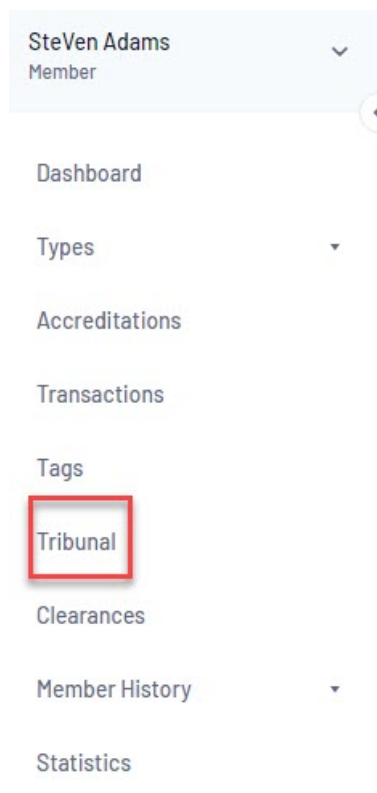 SteVen Adams
Member
Dashboard
Types
Accreditations
Transactions
Tags
Tribunal
Clearances
Member History
Statistics